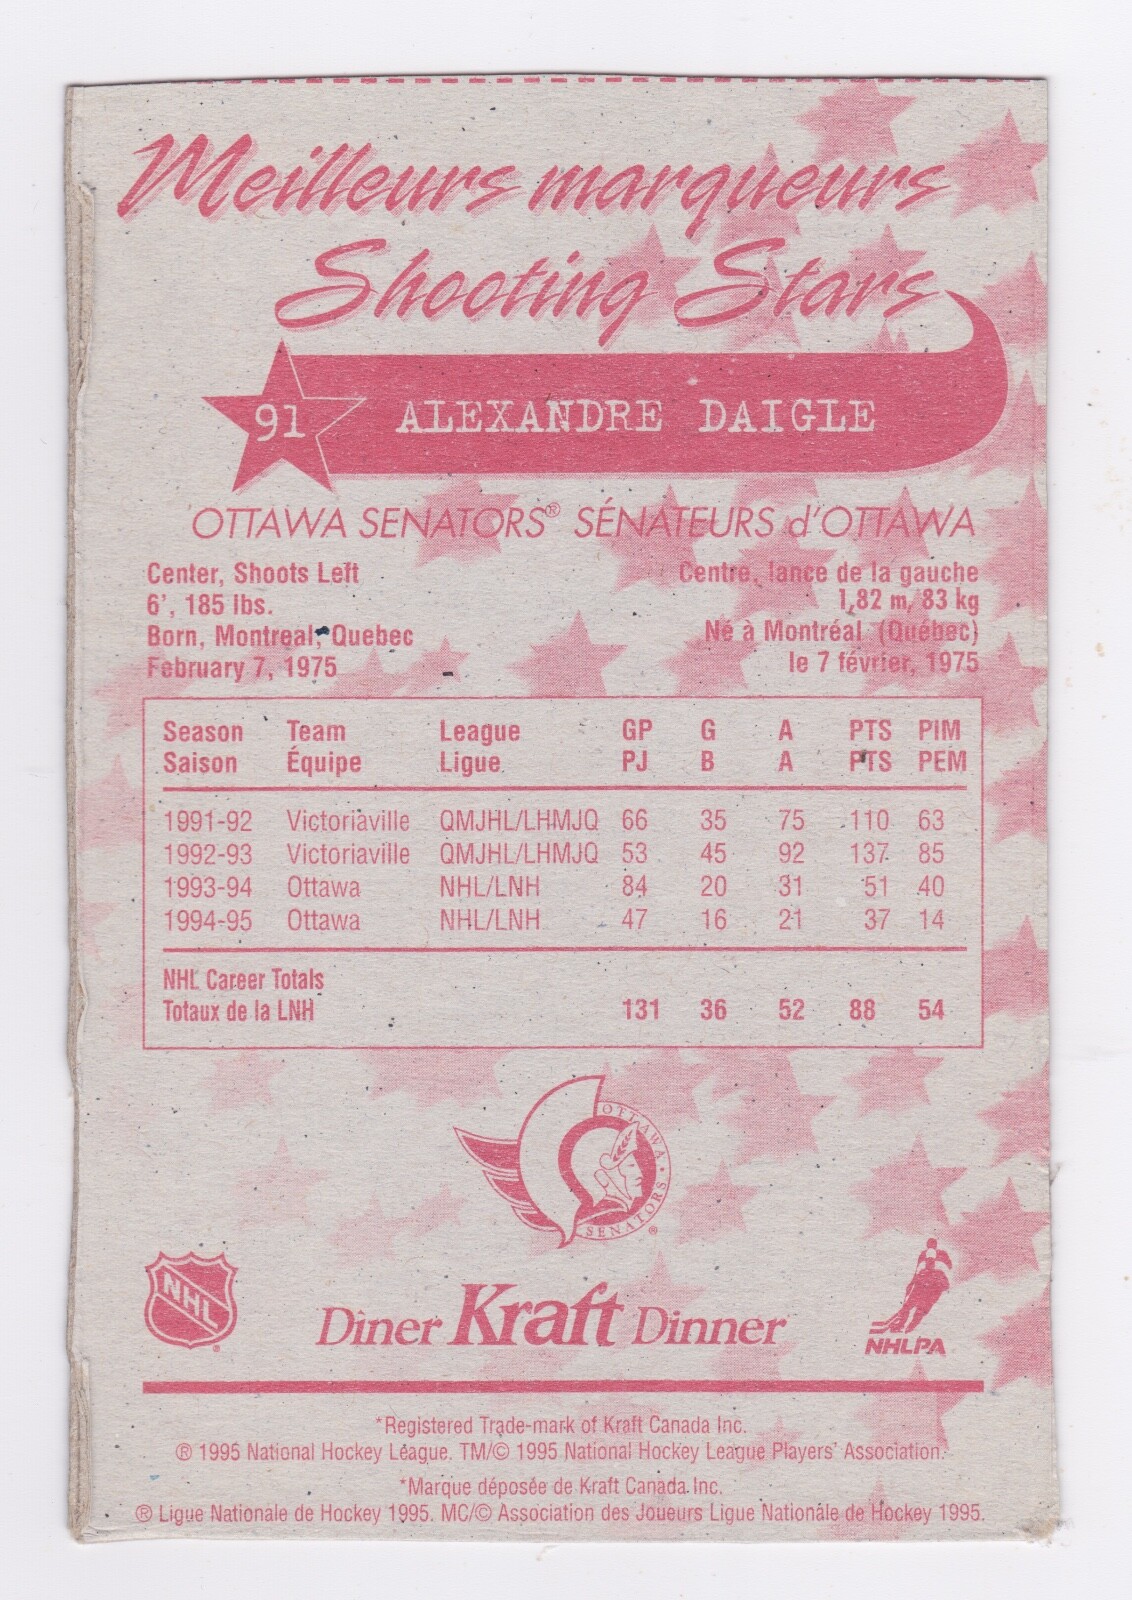 Meilleurs marqueurs
Shooting Stars
91 ALEXANDRE DAIGLE
OTTAWA SENATORS® SÉNATEURS d'OTTAWA
Center, Shoots Left
6', 185 lbs.
Born, Montreal, Quebec
February 7, 1975
Centre, lance de la gauche
1,82 m, 83 kg
Né à Montréal (Québec)
le 7 février, 1975
Season Team League GP G A PTS PIM
Saison Équipe Ligue PJ B A PTS PEM
1991-92 Victoriaville QMJHL/LHMJQ 66 35 75 110 63
1992-93 Victoriaville QMJHL/LHMJQ 53 45 92 137 85
1993-94 Ottawa NHL/LNH 84 20 31 51 40
1994-95 Ottawa NHL/LNH 47 16 21 37 14
NHL Career Totals
Totaux de la LNH 131 36 52 88 54
OTTAWA • SENATORS ®
NHL
Dîner Kraft Dinner
NHLPA
*Registered Trade-mark of Kraft Canada Inc.
® 1995 National Hockey League. TM/© 1995 National Hockey League Players' Association.
*Marque déposée de Kraft Canada Inc.
® Ligue Nationale de Hockey 1995. MC/© Association des Joueurs Ligue Nationale de Hockey 1995.